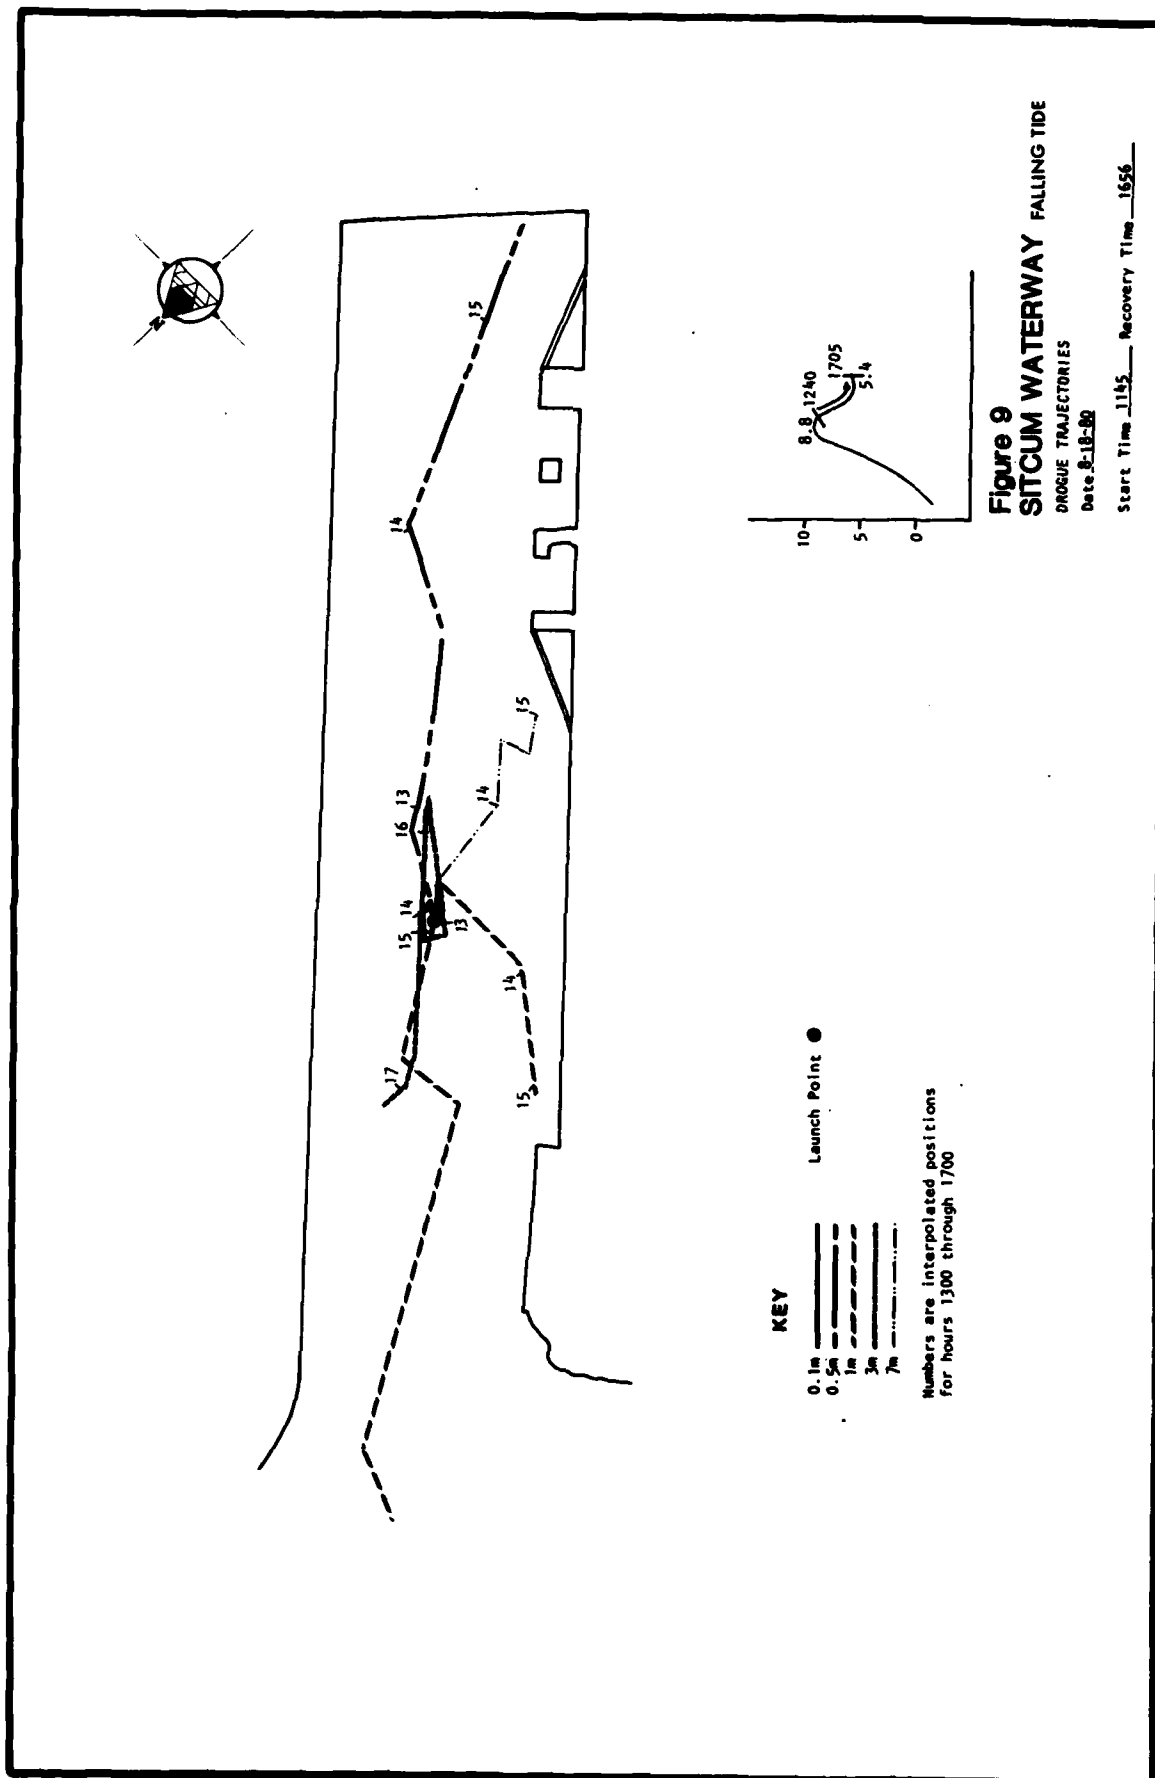 N
15
14
16 13
14
15
13
17
14
15
14
15
KEY
0.1m
0.5m
1m
3m
7m
Launch Point
Numbers are interpolated positions
for hours 1300 through 1700
10
5
0
8.8 1240
1705
5.4
Figure 9
SITCUM WATERWAY FALLING TIDE
DROGUE TRAJECTORIES
Date 8-18-80
Start Time 1145 Recovery Time 1656